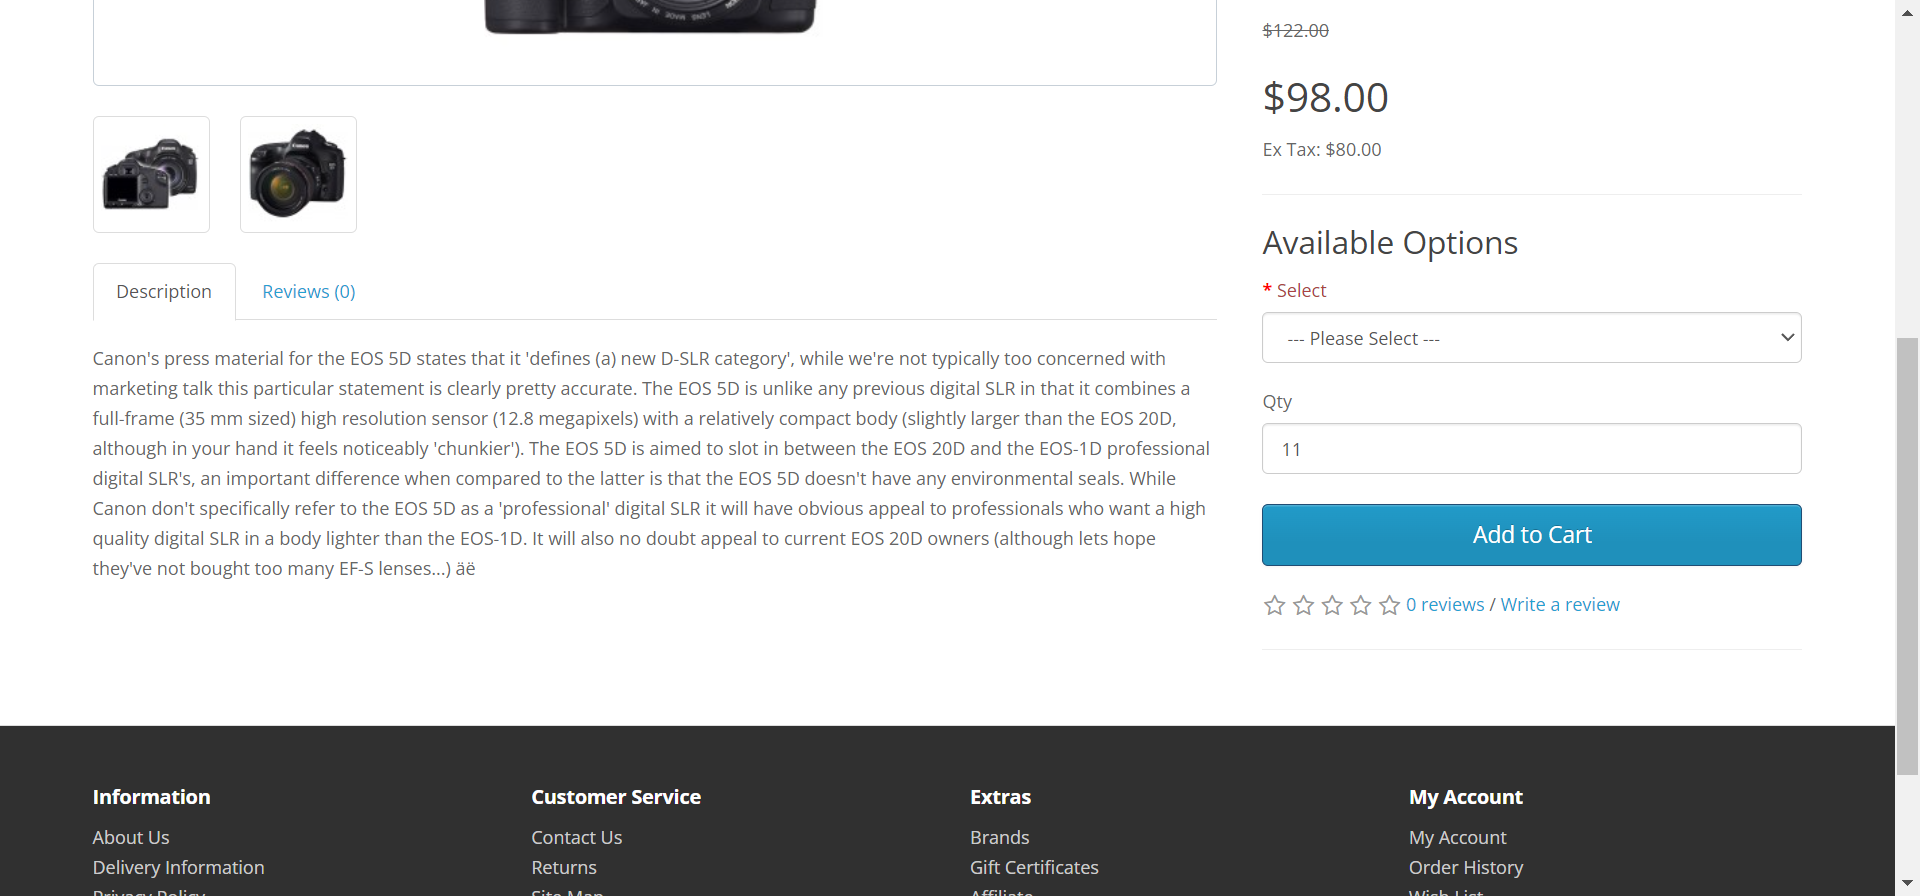 $122.00
$98.00
Ex Tax: $80.00
Canon
Description
Reviews (0)
Canon's press material for the EOS 5D states that it 'defines (a) new D-SLR category', while we're not typically too concerned with
marketing talk this particular statement is clearly pretty accurate. The EOS 5D is unlike any previous digital SLR in that it combines a
full-frame (35 mm sized) high resolution sensor (12.8 megapixels) with a relatively compact body (slightly larger than the EOS 20D,
although in your hand it feels noticeably 'chunkier'). The EOS 5D is aimed to slot in between the EOS 20D and the EOS-1D professional
digital SLR's, an important difference when compared to the latter is that the EOS 5D doesn't have any environmental seals. While
Canon don't specifically refer to the EOS 5D as a 'professional' digital SLR it will have obvious appeal to professionals who want a high
quality digital SLR in a body lighter than the EOS-1D. It will also no doubt appeal to current EOS 20D owners (although lets hope
they've not bought too many EF-S lenses...) äë
Available Options
* Select
--- Please Select ---
Qty
11
Add to Cart
0 reviews / Write a review
Information
About Us
Delivery Information
Privacy Policy
Customer Service
Contact Us
Returns
Site Map
Extras
Brands
Gift Certificates
Affiliate
My Account
My Account
Order History
Wish List